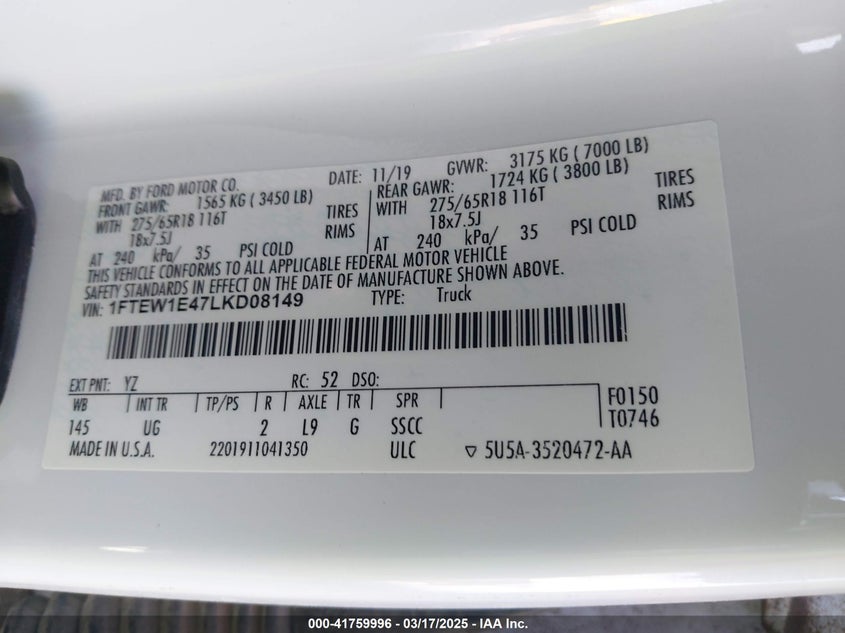 MFD. BY FORD MOTOR CO. DATE: 11/19 GVWR: 3175 KG ( 7000 LB)
FRONT GAWR: 1565 KG ( 3450 LB) REAR GAWR: 1724 KG ( 3800 LB)
WITH 275/65R18 116T TIRES WITH 275/65R18 116T TIRES
18x7.5J RIMS 18x7.5J RIMS
AT 240 kPa/ 35 PSI COLD AT 240 kPa/ 35 PSI COLD
THIS VEHICLE CONFORMS TO ALL APPLICABLE FEDERAL MOTOR VEHICLE
SAFETY STANDARDS IN EFFECT ON THE DATE OF MANUFACTURE SHOWN ABOVE.
VIN: 1FTEW1E47LKD08149 TYPE: Truck
EXT PNT: YZ RC: 52 DSO:
WB INT TR TP/PS R AXLE TR SPR F0150
145 UG 2 L9 G SSCC T0746
MADE IN U.S.A. 2201911041350 ULC ▽ 5U5A-3520472-AA
000-41759996 - 03/17/2025 - IAA Inc.